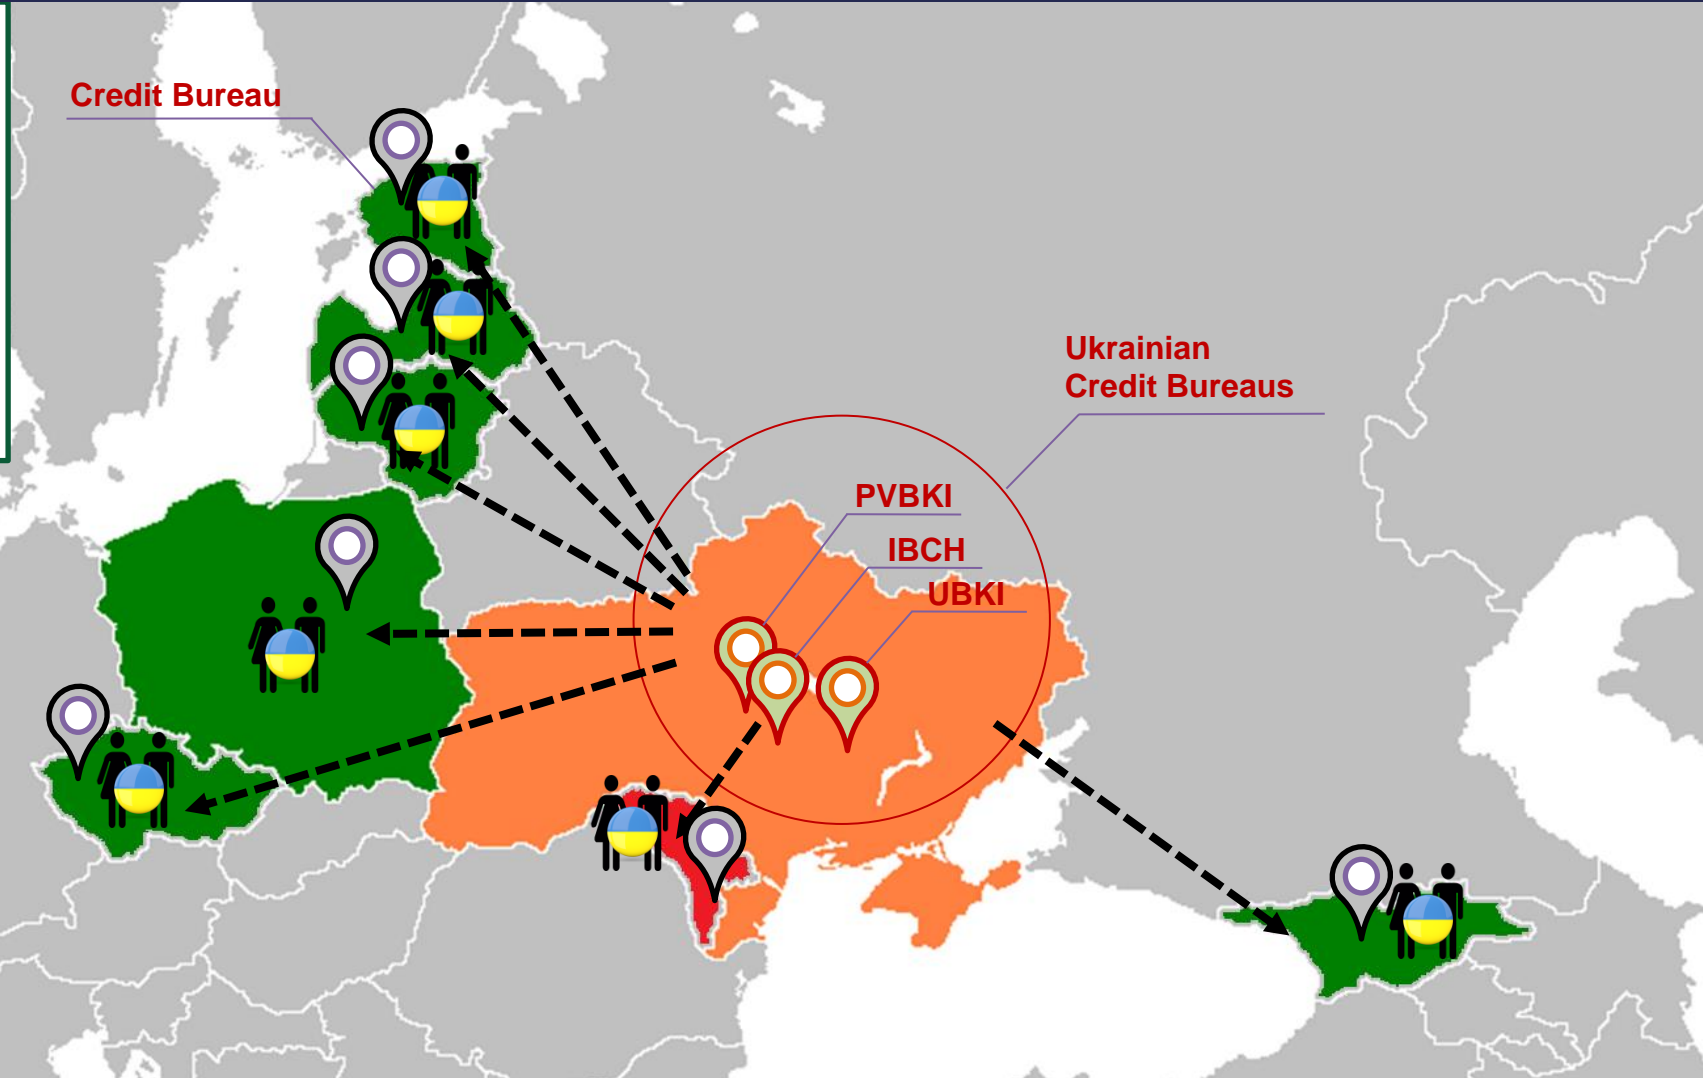 Credit Bureau
Ukrainian
Credit Bureaus
PVBKI
IBCH
UBKI